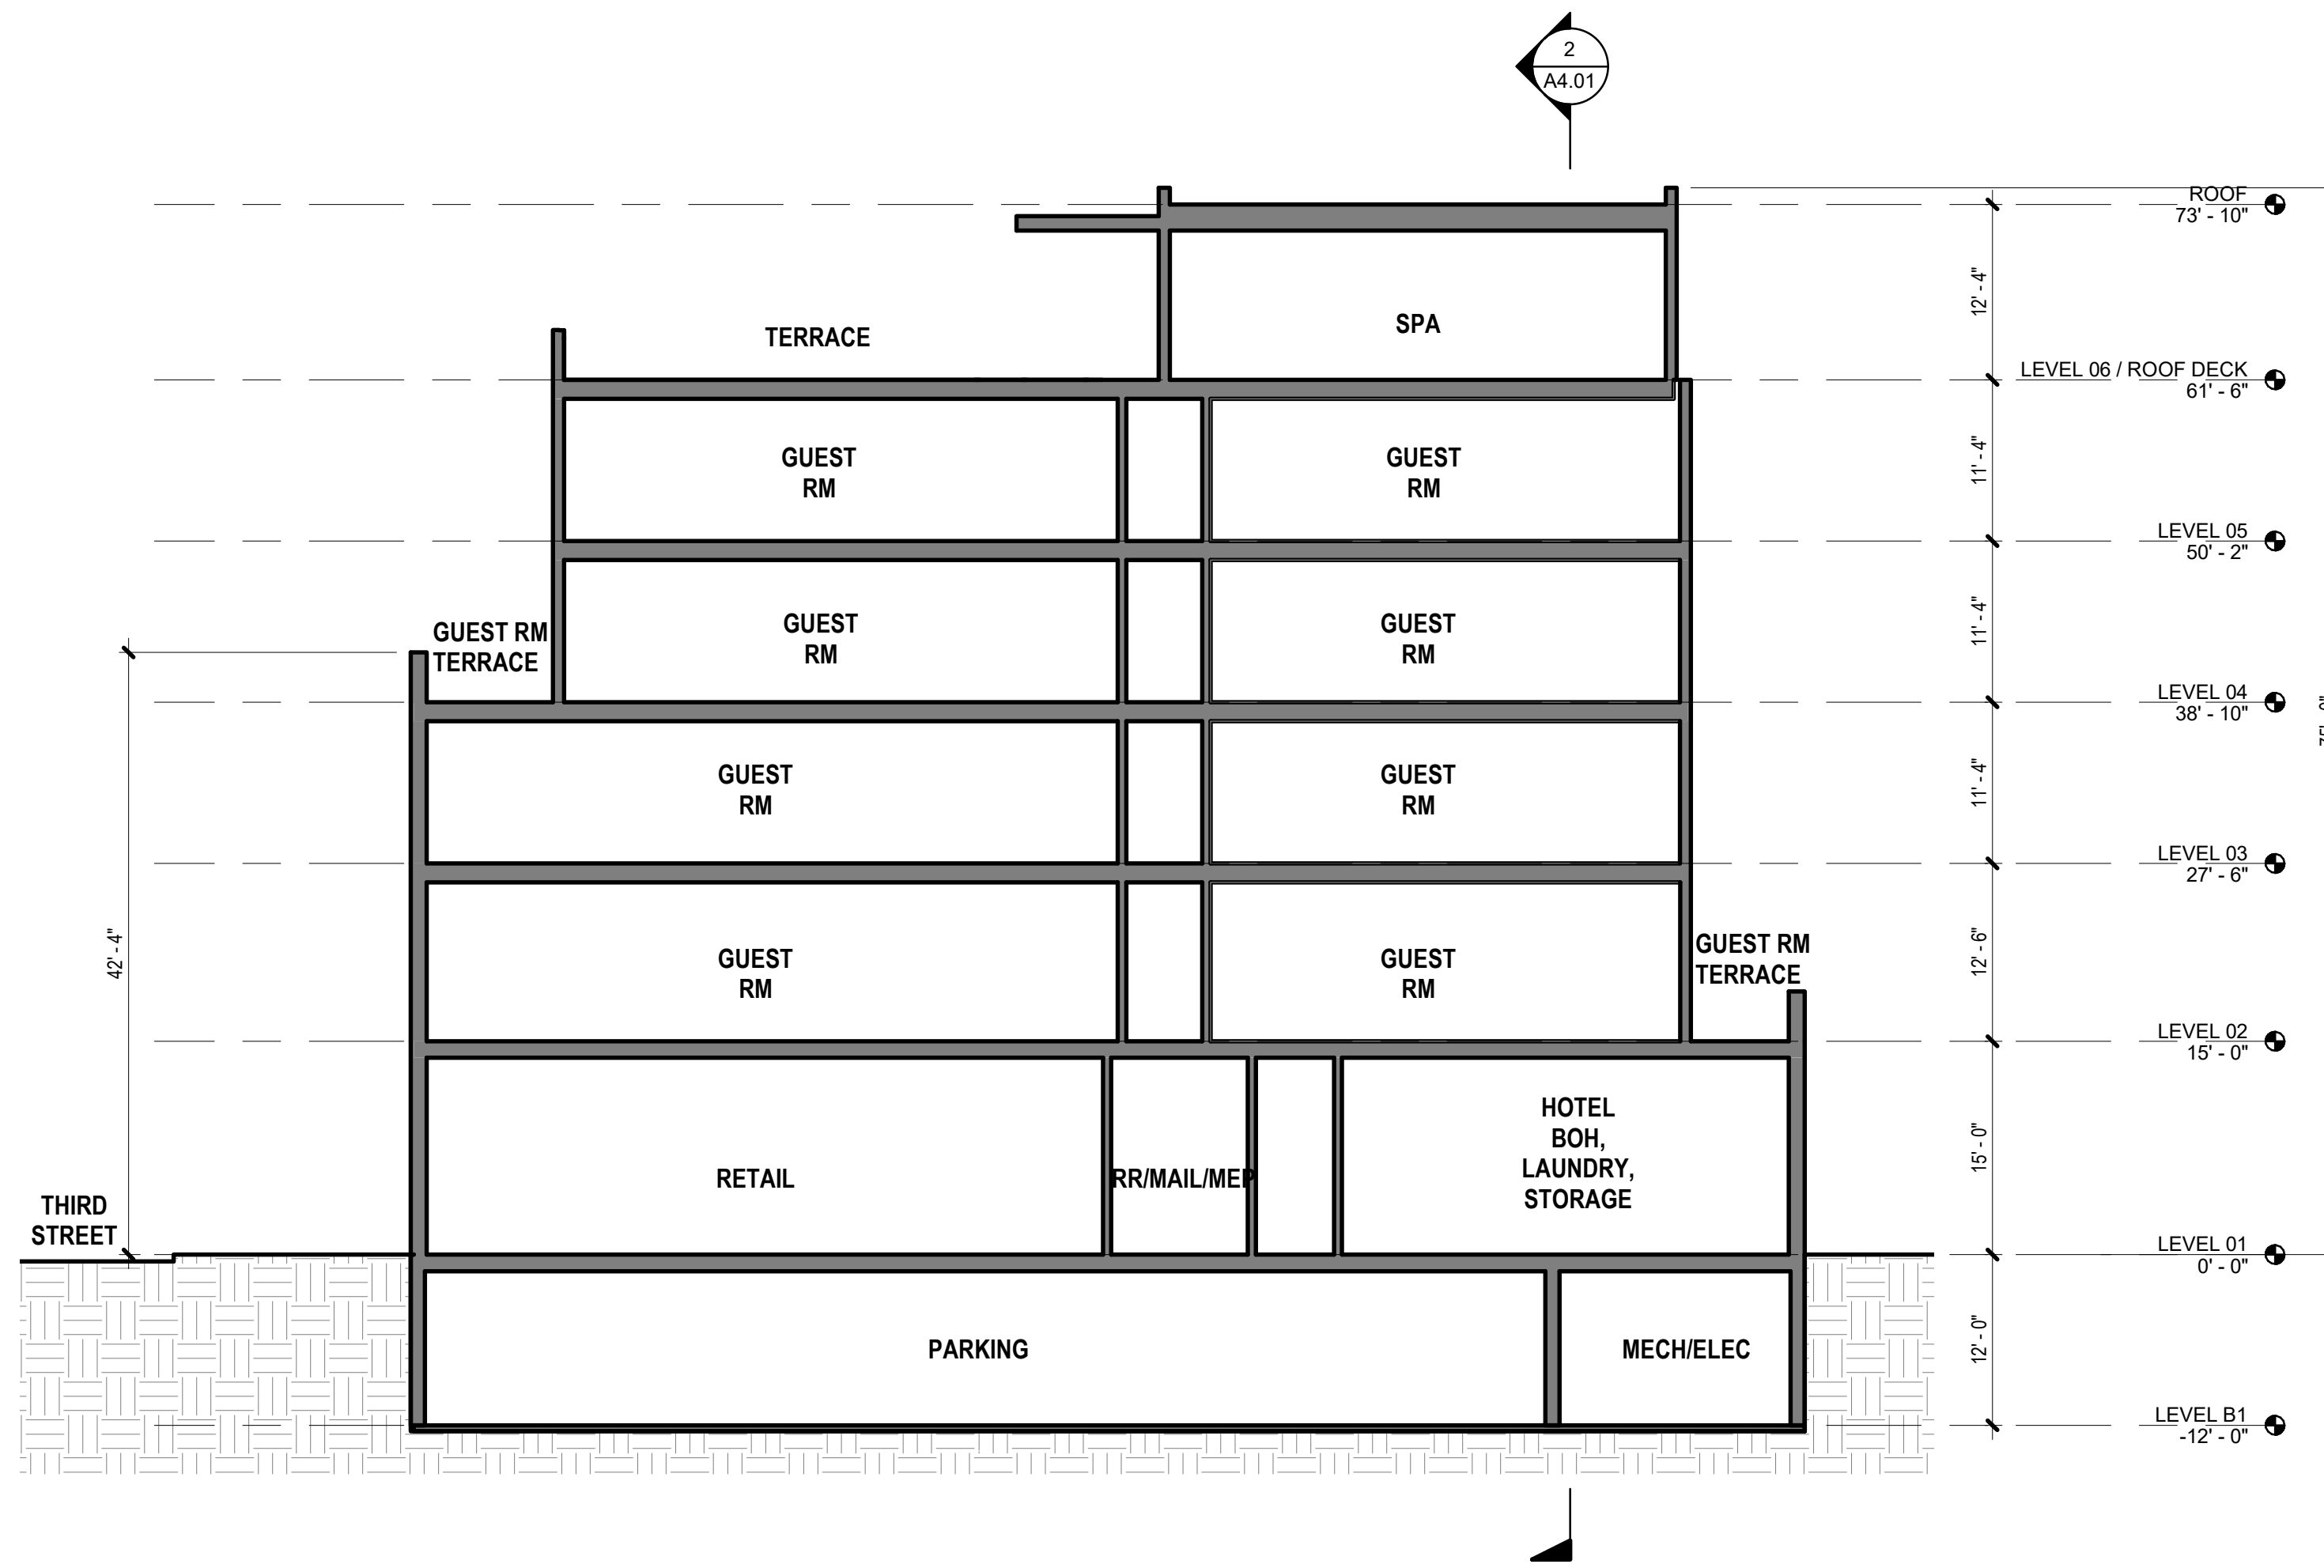 2
A4.01
ROOF
73' - 10"
12' - 4"
SPA
TERRACE
LEVEL 06 / ROOF DECK
61' - 6"
11' - 4"
GUEST
RM
GUEST
RM
LEVEL 05
50' - 2"
11' - 4"
GUEST RM
TERRACE
GUEST
RM
GUEST
RM
LEVEL 04
38' - 10"
11' - 4"
GUEST
RM
GUEST
RM
LEVEL 03
27' - 6"
42' - 4"
12' - 6"
GUEST
RM
GUEST
RM
GUEST RM
TERRACE
LEVEL 02
15' - 0"
15' - 0"
THIRD
STREET
RETAIL
RR/MAIL/MEP
HOTEL
BOH,
LAUNDRY,
STORAGE
LEVEL 01
0' - 0"
12' - 0"
PARKING
MECH/ELEC
LEVEL B1
-12' - 0"